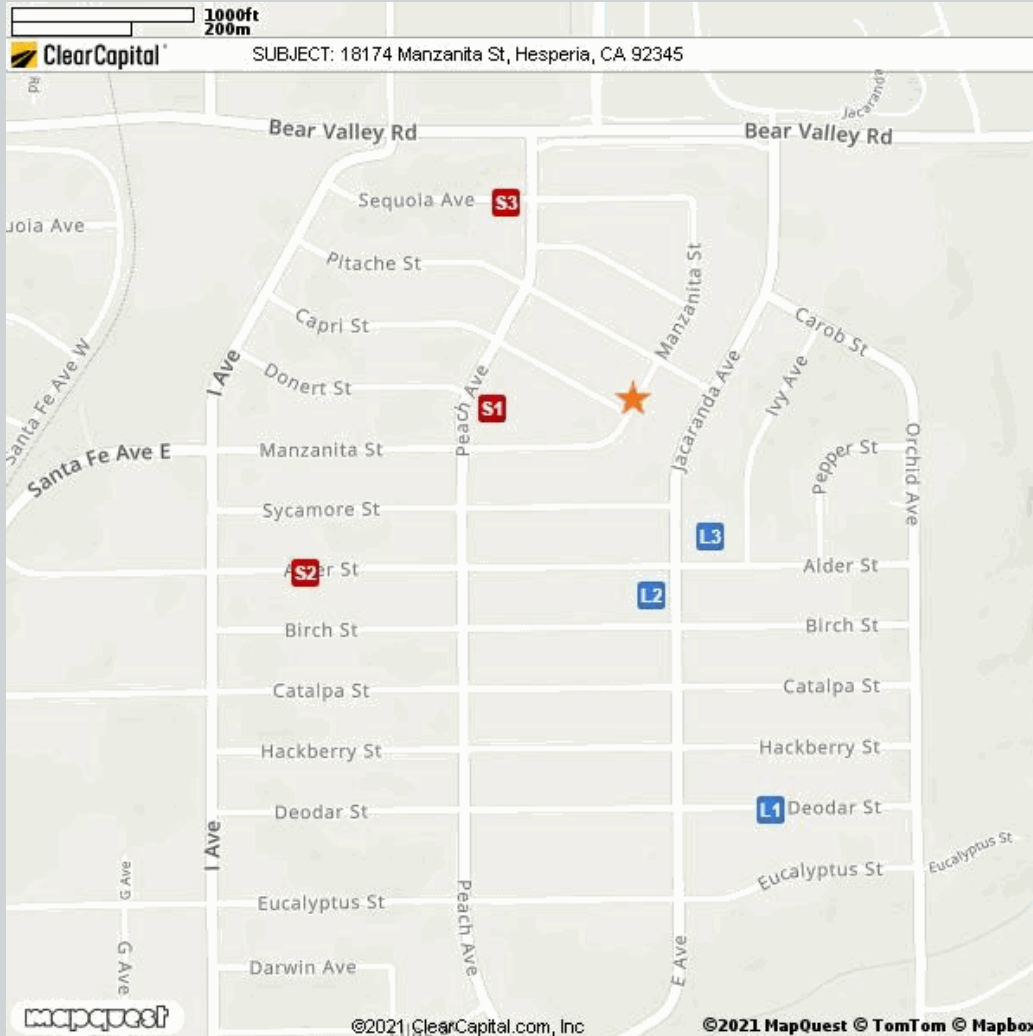 1000ft
200m
ClearCapital
SUBJECT: 18174 Manzanita St, Hesperia, CA 92345
Rd
Jacaranda
Bear Valley Rd
Bear Valley Rd
Sequoia Ave
S3
uoia Ave
Pitache St
Manzanita St
Capri St
Carob St
Santa Fe Ave W
I Ave
Donert St
Peach Ave
S1
Jacaranda Ave
Ivy Ave
Santa Fe Ave E
Manzanita St
Pepper St
Orchid Ave
Sycamore St
L3
S2
er St
Alder St
L2
Birch St
Birch St
Catalpa St
Catalpa St
Hackberry St
Hackberry St
Deodar St
L1
Deodar St
I Ave
G Ave
Eucalyptus St
Eucalyptus St
Eucalyptus St
Peach Ave
G Ave
E Ave
Darwin Ave
mapquest
©2021 ClearCapital.com, Inc
©2021 MapQuest © TomTom © Mapbox